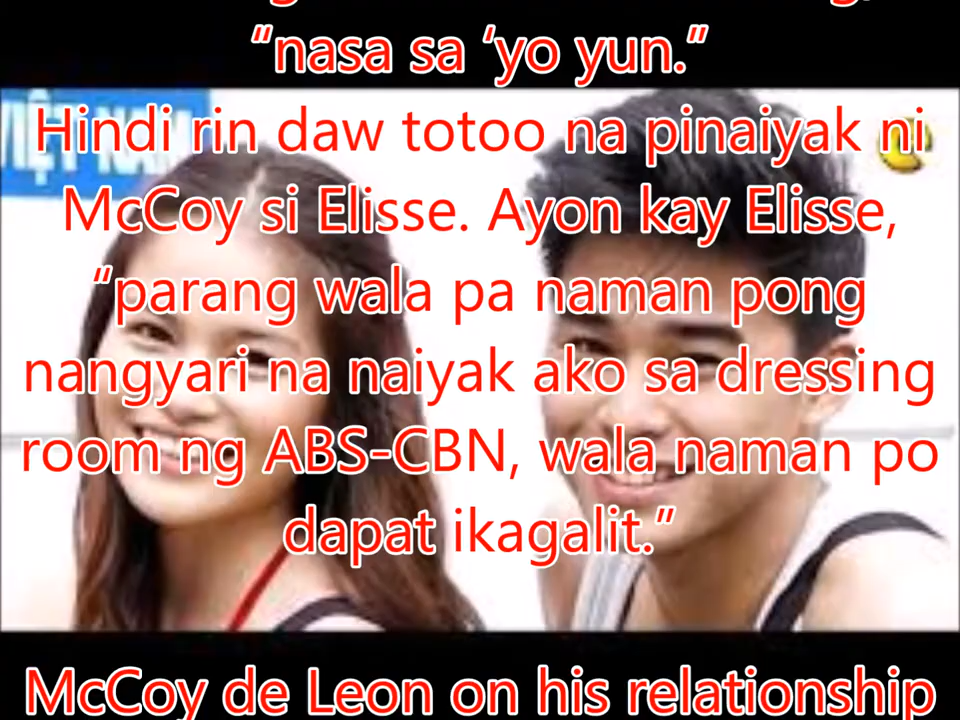 “nasa sa ‘yo yun.”
VIỆT NA
Hindi rin daw totoo na pinaiyak ni
McCoy si Elisse. Ayon kay Elisse,
“parang wala pa naman pong
nangyari na naiyak ako sa dressing
room ng ABS-CBN, wala naman po
dapat ikagalit.”
McCoy de Leon on his relationship